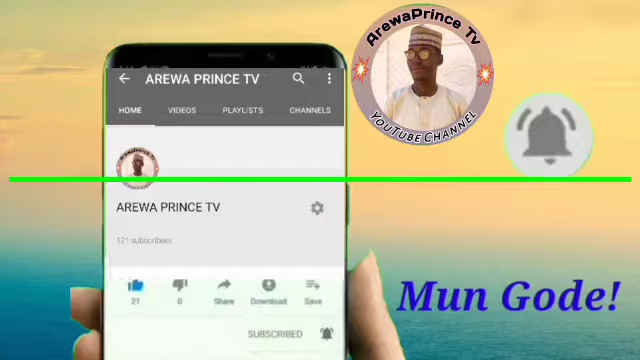 ArewaPrince Tv
YouTube Channel
AREWA PRINCE TV
HOME VIDEOS PLAYLISTS CHANNELS
AREWA PRINCE TV
121 subscribers
21 0 Share Download Save
SUBSCRIBED
Mun Gode!